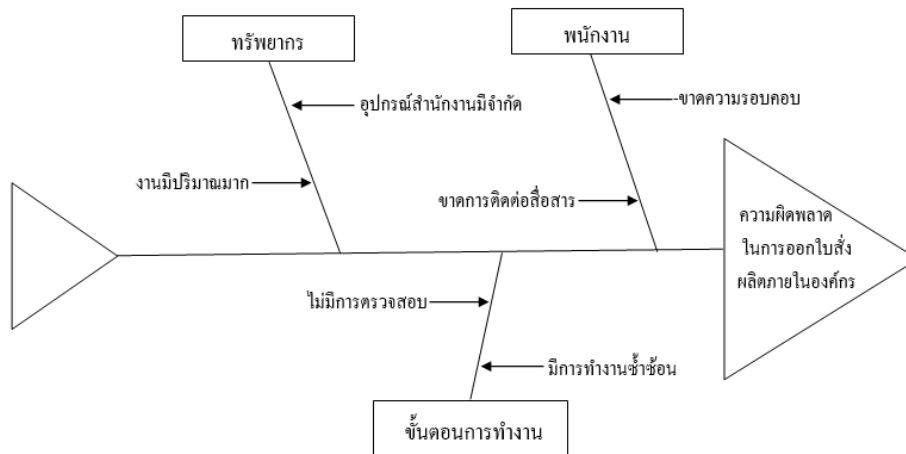 ทรัพยากร
พนักงาน
อุปกรณ์สำนักงานมีจำกัด
-ขาดความรอบคอบ
งานมีปริมาณมาก
ขาดการติดต่อสื่อสาร
ความผิดพลาด
ในการออกใบสั่ง
ผลิตภายในองค์กร
ไม่มีการตรวจสอบ
มีการทำงานซ้ำซ้อน
ขั้นตอนการทำงาน